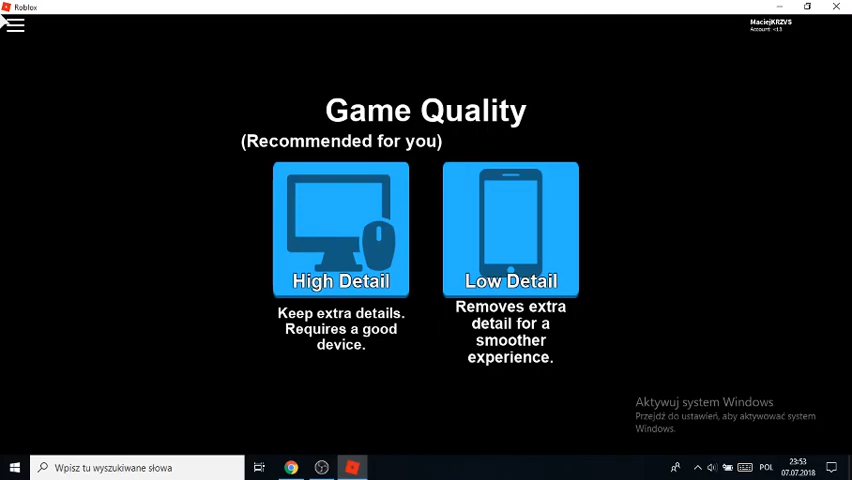 Roblox
MaciejKRZVS
Account: <13
Game Quality
(Recommended for you)
High Detail
Low Detail
Keep extra details.
Requires a good
device.
Removes extra
detail for a
smoother
experience.
Aktywuj system Windows
Przejdź do ustawień, aby aktywować system
Windows.
Wpisz tu wyszukiwane słowa
POL
23:53
07.07.2018